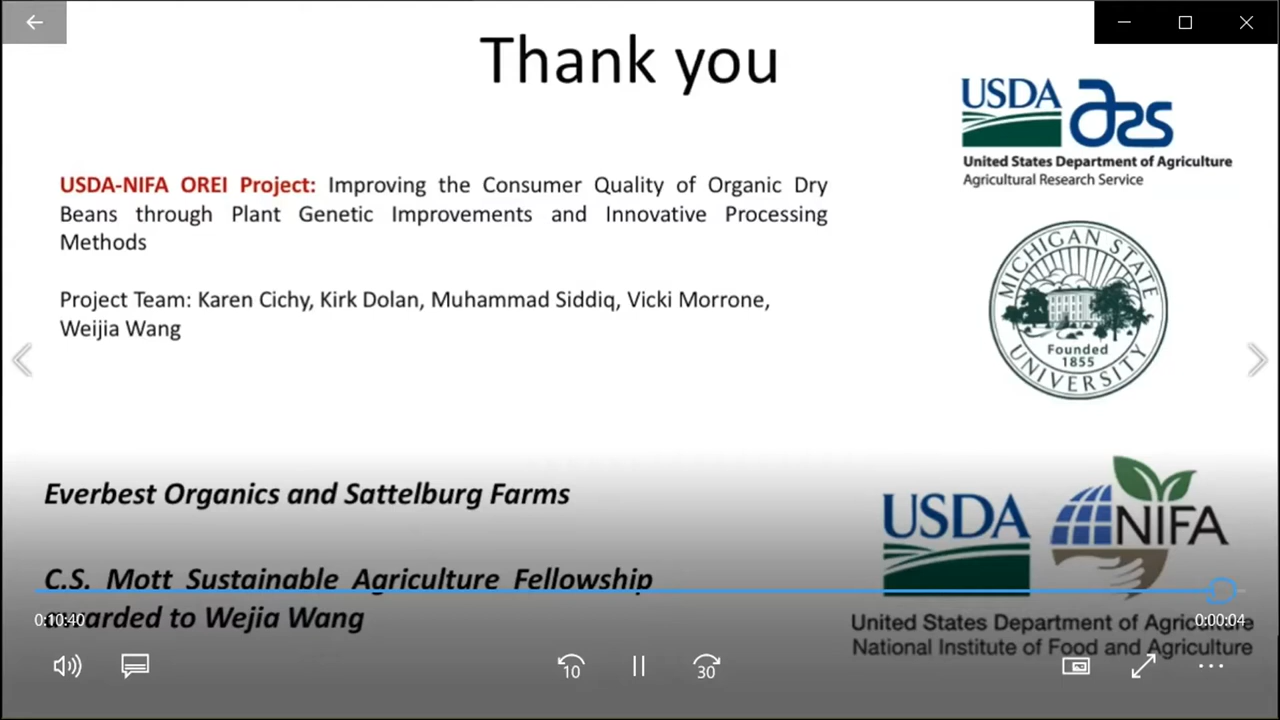 Thank you
USDA ars
United States Department of Agriculture
Agricultural Research Service
USDA-NIFA OREI Project: Improving the Consumer Quality of Organic Dry
Beans through Plant Genetic Improvements and Innovative Processing
Methods
MICHIGAN STATE UNIVERSITY
Founded
1855
Project Team: Karen Cichy, Kirk Dolan, Muhammad Siddiq, Vicki Morrone,
Weijia Wang
Everbest Organics and Sattelburg Farms
USDA NIFA
C.S. Mott Sustainable Agriculture Fellowship
awarded to Wejia Wang
United States Department of Agriculture
National Institute of Food and Agriculture
0:10:40
0:00:04
10
30